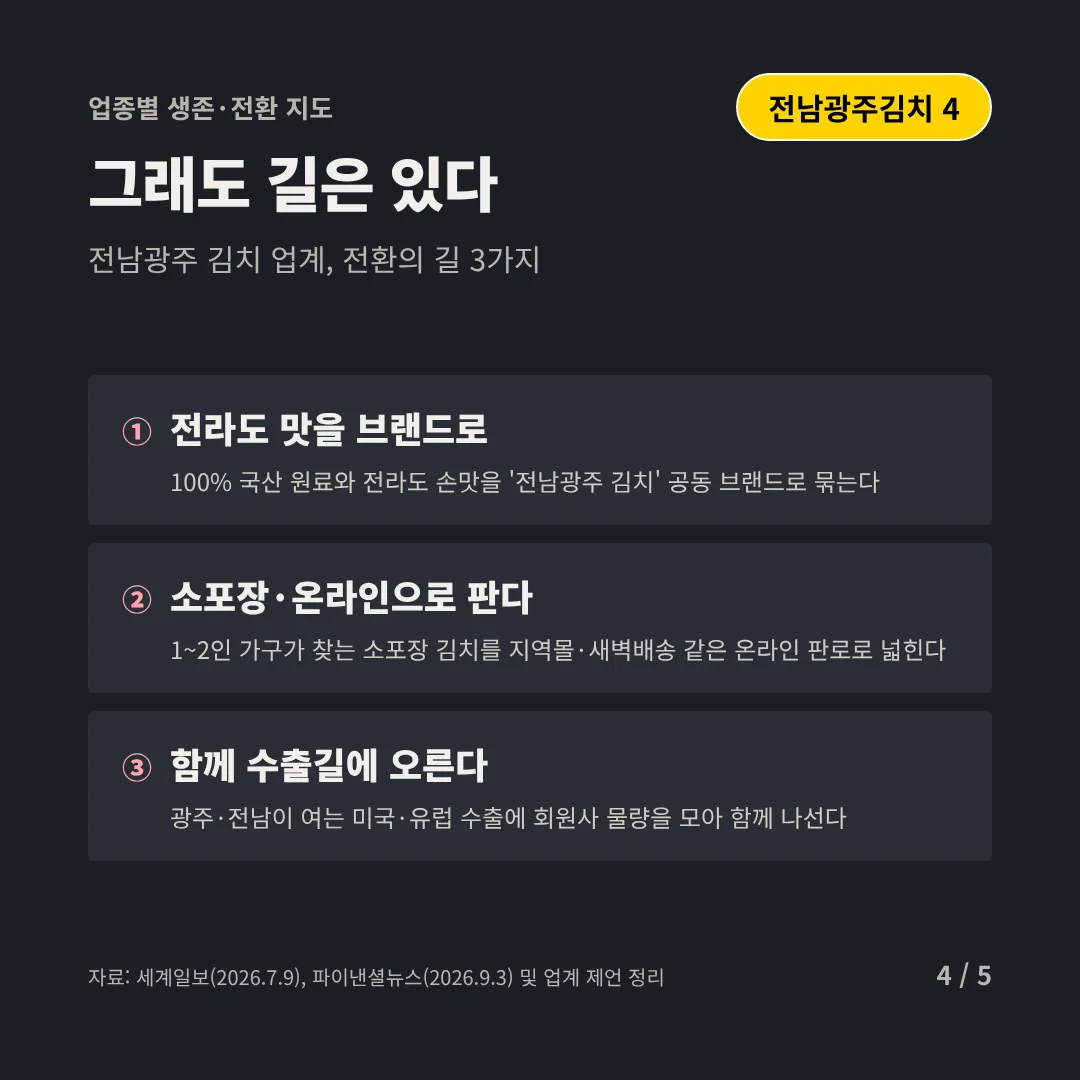 업종별 생존·전환 지도
전남광주김치 4
그래도 길은 있다
전남광주 김치 업계, 전환의 길 3가지
① 전라도 맛을 브랜드로
100% 국산 원료와 전라도 손맛을 '전남광주 김치' 공동 브랜드로 묶는다
② 소포장·온라인으로 판다
1~2인 가구가 찾는 소포장 김치를 지역몰·새벽배송 같은 온라인 판로로 넓힌다
③ 함께 수출길에 오른다
광주·전남이 여는 미국·유럽 수출에 회원사 물량을 모아 함께 나선다
자료: 세계일보(2026.7.9), 파이낸셜뉴스(2026.9.3) 및 업계 제언 정리
4 / 5